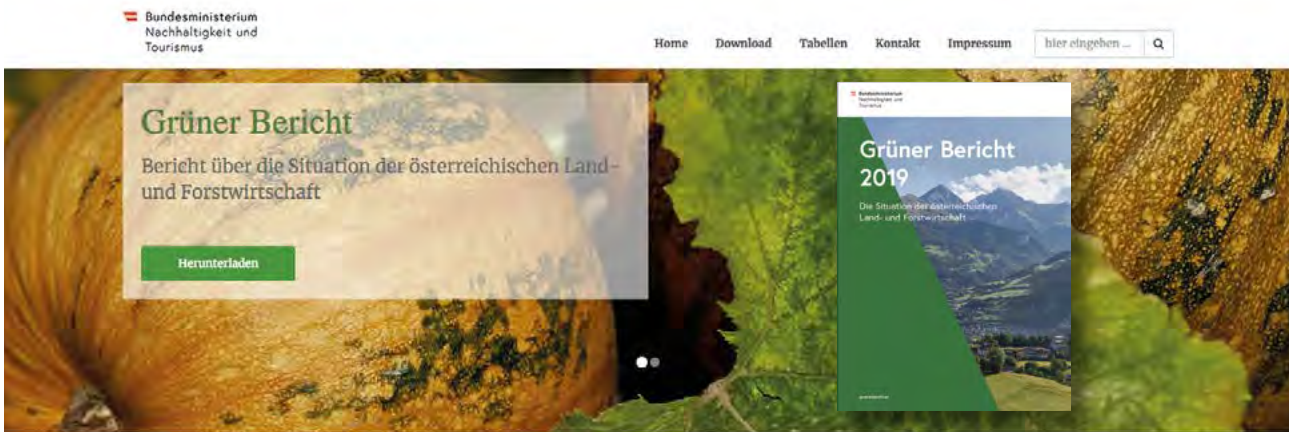 Bundesministerium
Nachhaltigkeit und
Tourismus
Home Download Tabellen Kontakt Impressum hier eingeben ...
Grüner Bericht
Bericht über die Situation der österreichischen Land-
und Forstwirtschaft
Herunterladen
Bundesministerium
Nachhaltigkeit und
Tourismus
Grüner Bericht
2019
Die Situation der österreichischen
Land- und Forstwirtschaft